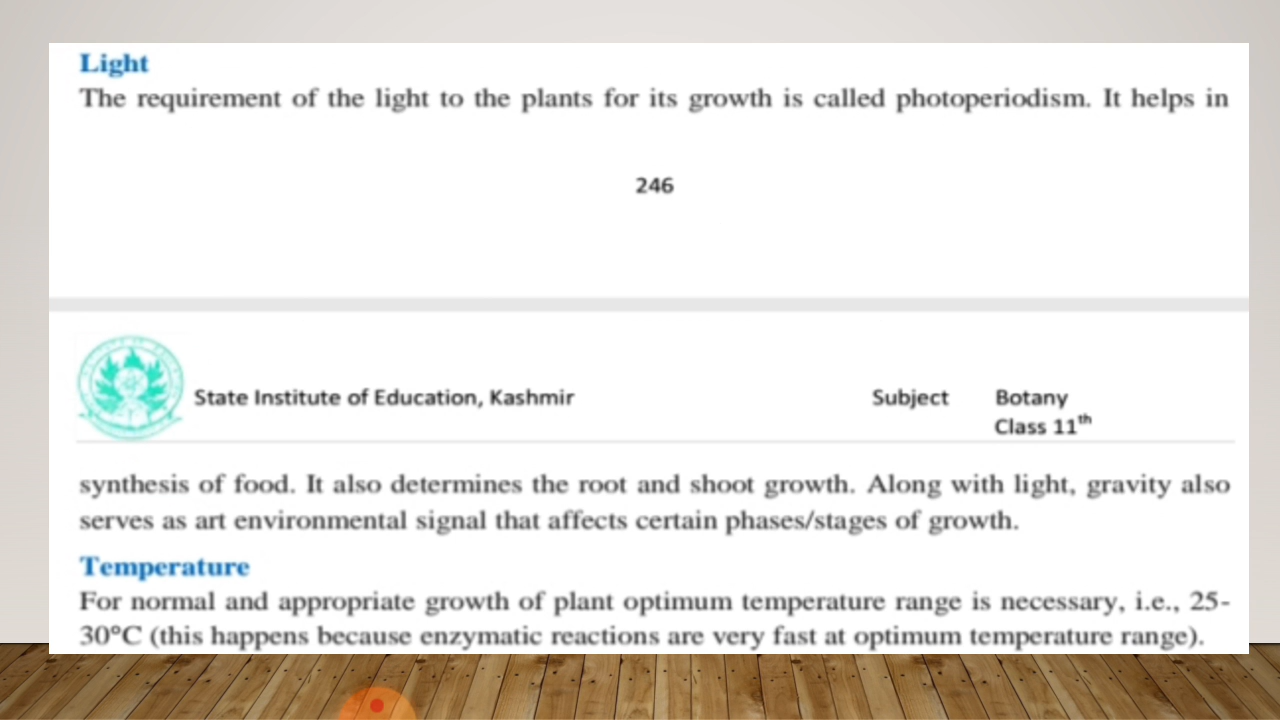 Light
The requirement of the light to the plants for its growth is called photoperiodism. It helps in
246
State Institute of Education, Kashmir Subject Botany
Class 11th
synthesis of food. It also determines the root and shoot growth. Along with light, gravity also
serves as art environmental signal that affects certain phases/stages of growth.
Temperature
For normal and appropriate growth of plant optimum temperature range is necessary, i.e., 25-
30°C (this happens because enzymatic reactions are very fast at optimum temperature range).